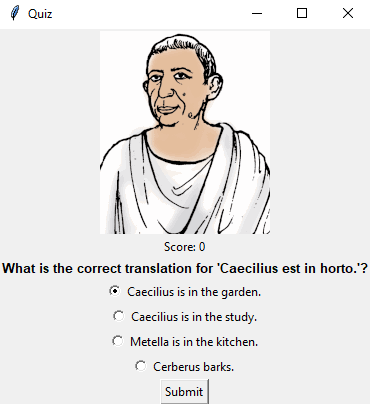 Quiz
Score: 0
What is the correct translation for 'Caecilius est in horto.'?
Caecilius is in the garden.
Caecilius is in the study.
Metella is in the kitchen.
Cerberus barks.
Submit